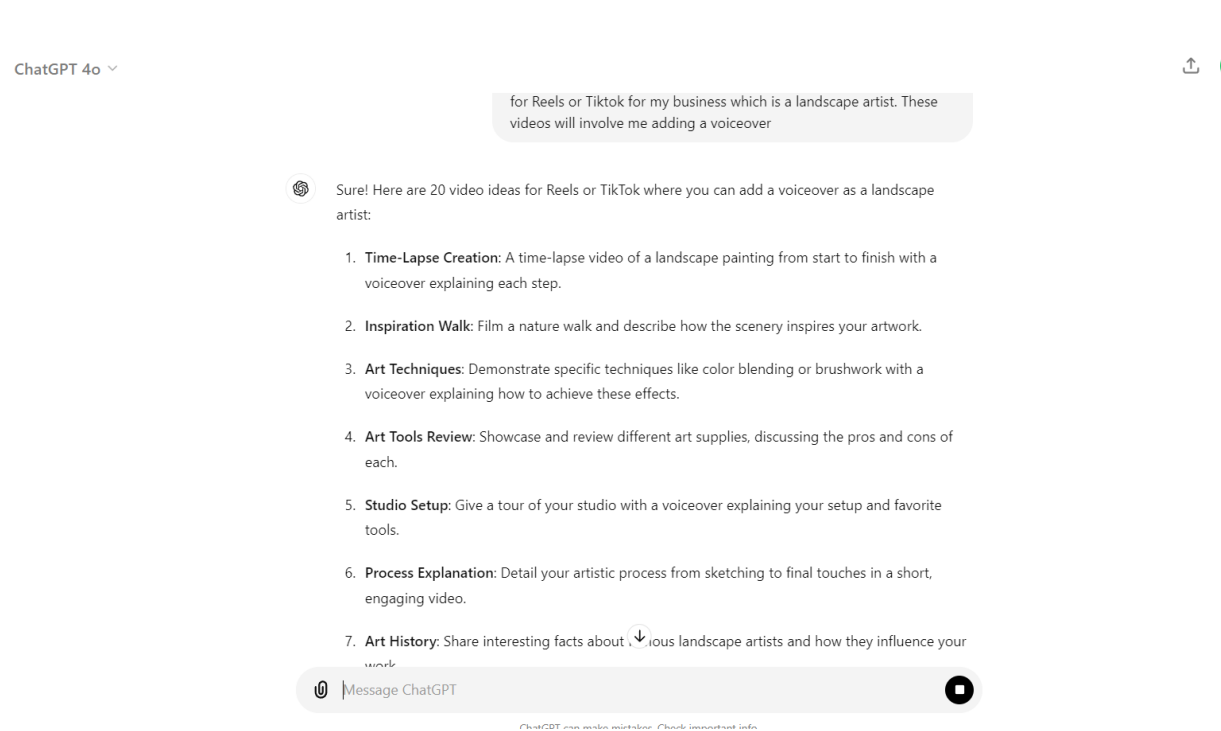 ChatGPT 4o
for Reels or Tiktok for my business which is a landscape artist. These
videos will involve me adding a voiceover
Sure! Here are 20 video ideas for Reels or TikTok where you can add a voiceover as a landscape
artist:
1. Time-Lapse Creation: A time-lapse video of a landscape painting from start to finish with a
voiceover explaining each step.
2. Inspiration Walk: Film a nature walk and describe how the scenery inspires your artwork.
3. Art Techniques: Demonstrate specific techniques like color blending or brushwork with a
voiceover explaining how to achieve these effects.
4. Art Tools Review: Showcase and review different art supplies, discussing the pros and cons of
each.
5. Studio Setup: Give a tour of your studio with a voiceover explaining your setup and favorite
tools.
6. Process Explanation: Detail your artistic process from sketching to final touches in a short,
engaging video.
7. Art History: Share interesting facts about landscape artists and how they influence your
work.
Message ChatGPT
ChatGPT can make mistakes. Check important info.